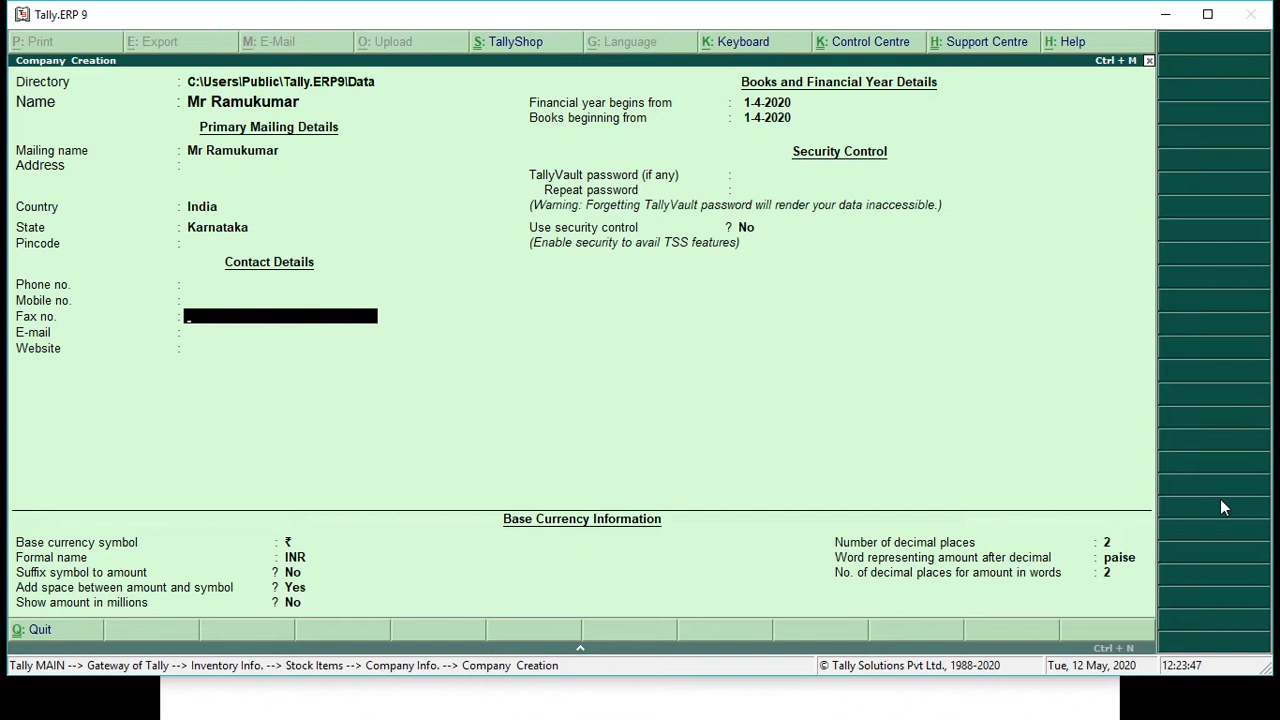 Tally.ERP 9
P: Print E: Export M: E-Mail O: Upload S: TallyShop G: Language K: Keyboard K: Control Centre H: Support Centre H: Help
Company Creation Ctrl + M
Directory : C:\Users\Public\Tally.ERP9\Data
Name : Mr Ramukumar
Primary Mailing Details
Mailing name : Mr Ramukumar
Address :
Country : India
State : Karnataka
Pincode :
Contact Details
Phone no. :
Mobile no. :
Fax no. :
E-mail :
Website :
Books and Financial Year Details
Financial year begins from : 1-4-2020
Books beginning from : 1-4-2020
Security Control
TallyVault password (if any) :
Repeat password :
(Warning: Forgetting TallyVault password will render your data inaccessible.)
Use security control ? No
(Enable security to avail TSS features)
Base Currency Information
Base currency symbol : ₹
Formal name : INR
Suffix symbol to amount ? No
Add space between amount and symbol ? Yes
Show amount in millions ? No
Number of decimal places : 2
Word representing amount after decimal : paise
No. of decimal places for amount in words : 2
Q: Quit
Ctrl + N
Tally MAIN --> Gateway of Tally --> Inventory Info. --> Stock Items --> Company Info. --> Company Creation © Tally Solutions Pvt Ltd., 1988-2020 Tue, 12 May, 2020 12:23:47